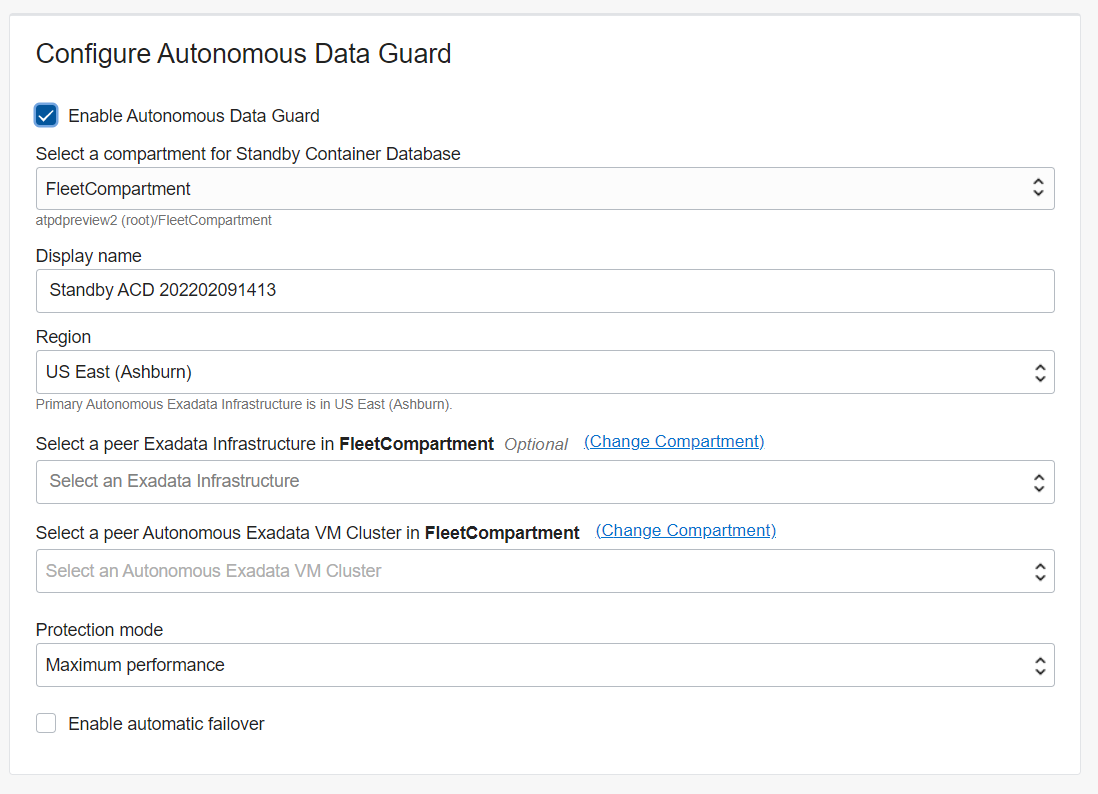 Configure Autonomous Data Guard
Enable Autonomous Data Guard
Select a compartment for Standby Container Database
FleetCompartment
atpdpreview2 (root)/FleetCompartment
Display name
Standby ACD 202202091413
Region
US East (Ashburn)
Primary Autonomous Exadata Infrastructure is in US East (Ashburn).
Select a peer Exadata Infrastructure in FleetCompartment Optional (Change Compartment)
Select an Exadata Infrastructure
Select a peer Autonomous Exadata VM Cluster in FleetCompartment (Change Compartment)
Select an Autonomous Exadata VM Cluster
Protection mode
Maximum performance
Enable automatic failover